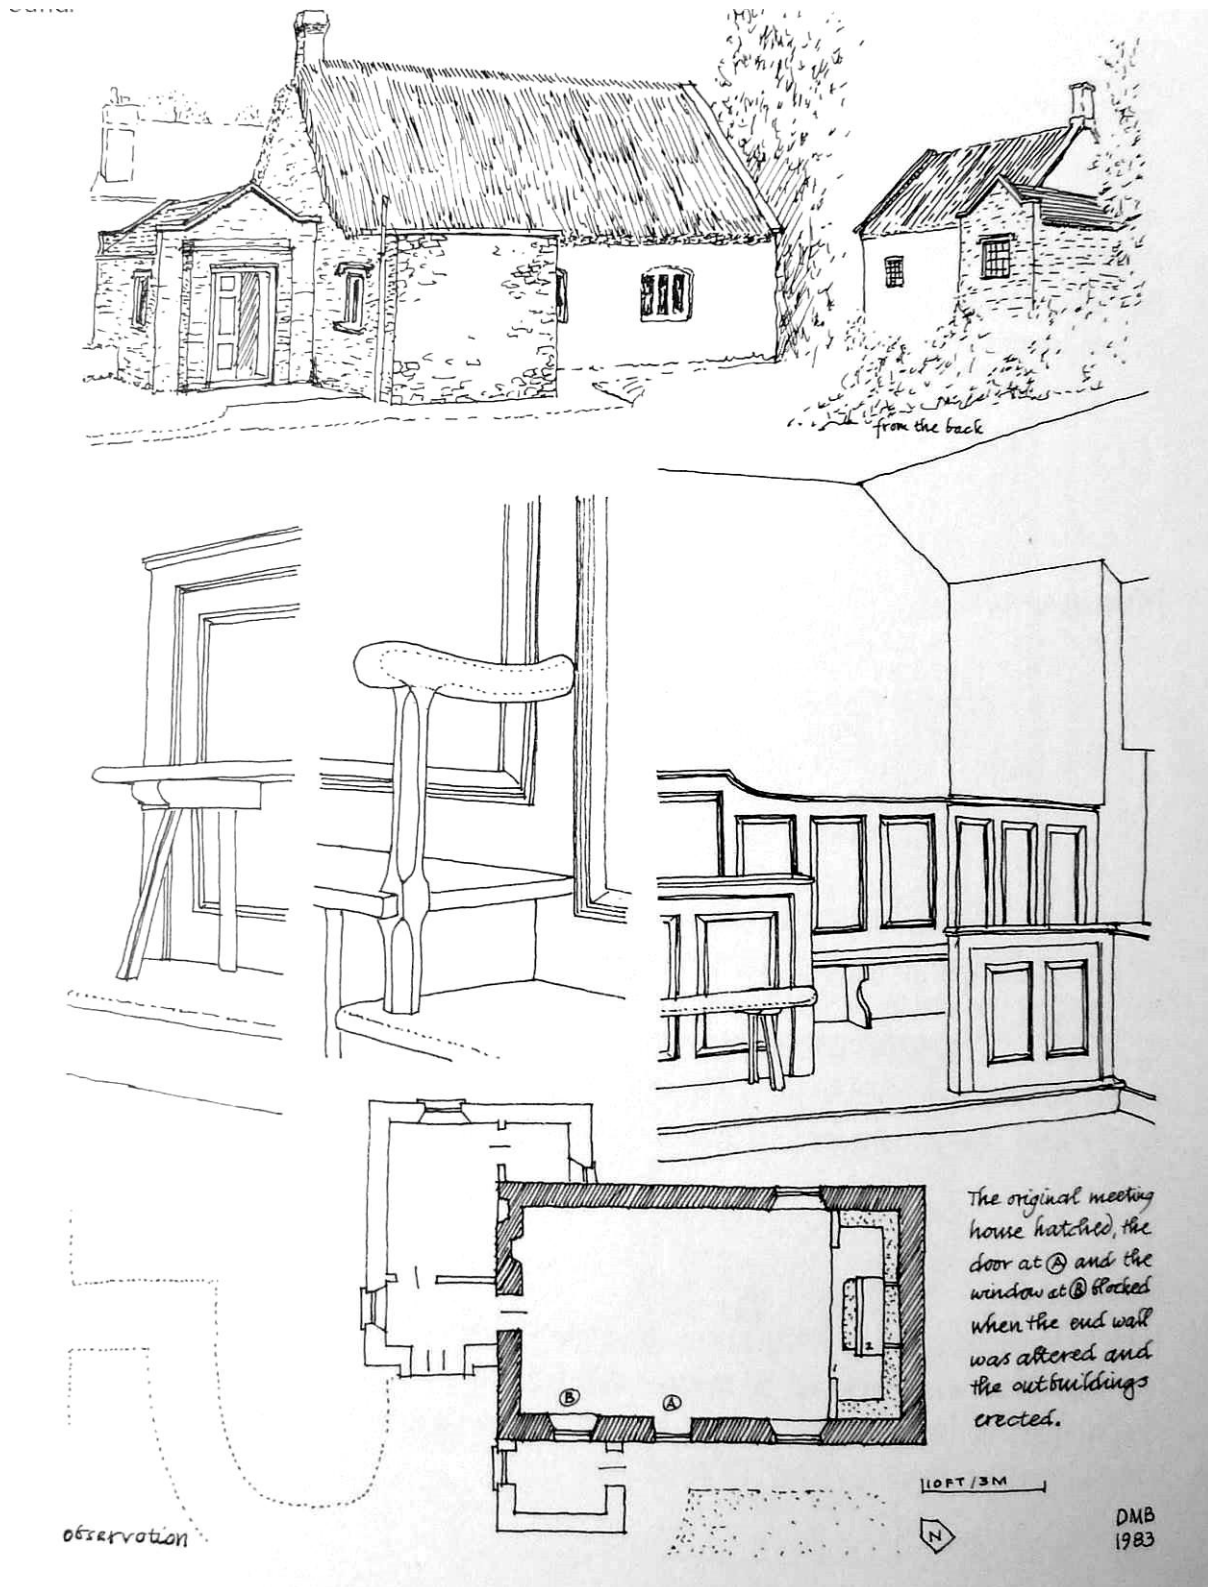 from the back
The original meeting
house hatched, the
door at Ⓐ and the
window at Ⓑ blocked
when the end wall
was altered and
the outbuildings
erected.
B
A
10FT/3M
N
DMB
1983
observation